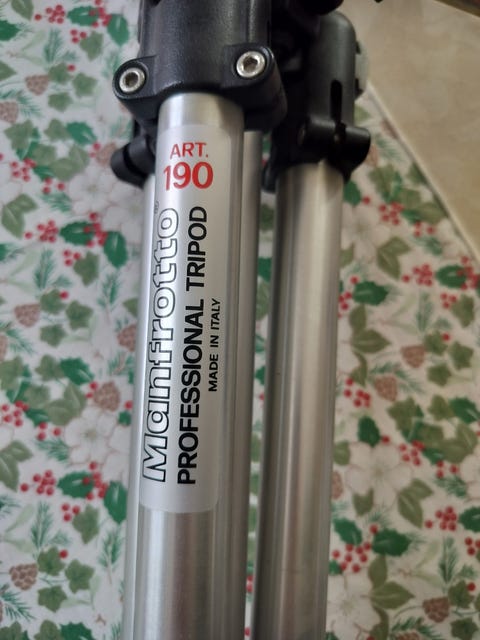 ART.
190
Manfrotto®
PROFESSIONAL TRIPOD
MADE IN ITALY